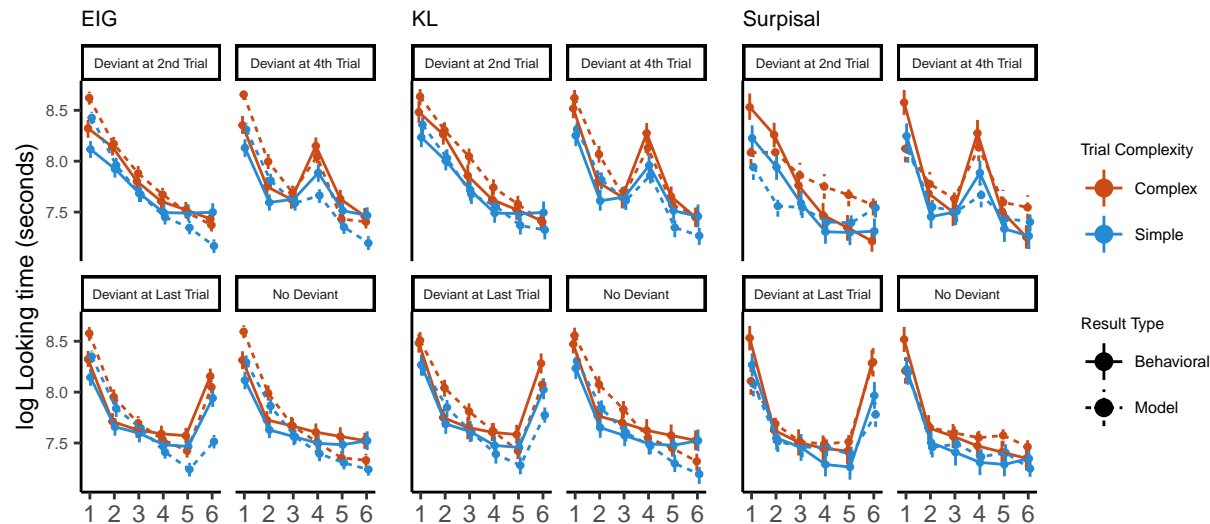 EIG KL Surpisal
Deviant at 2nd Trial Deviant at 4th Trial Deviant at 2nd Trial Deviant at 4th Trial Deviant at 2nd Trial Deviant at 4th Trial
8.5
8.0
7.5
Deviant at Last Trial No Deviant Deviant at Last Trial No Deviant Deviant at Last Trial No Deviant
8.5
8.0
7.5
1 2 3 4 5 6 1 2 3 4 5 6 1 2 3 4 5 6 1 2 3 4 5 6 1 2 3 4 5 6 1 2 3 4 5 6
log Looking time (seconds)
Trial Complexity
Complex
Simple
Result Type
Behavioral
Model